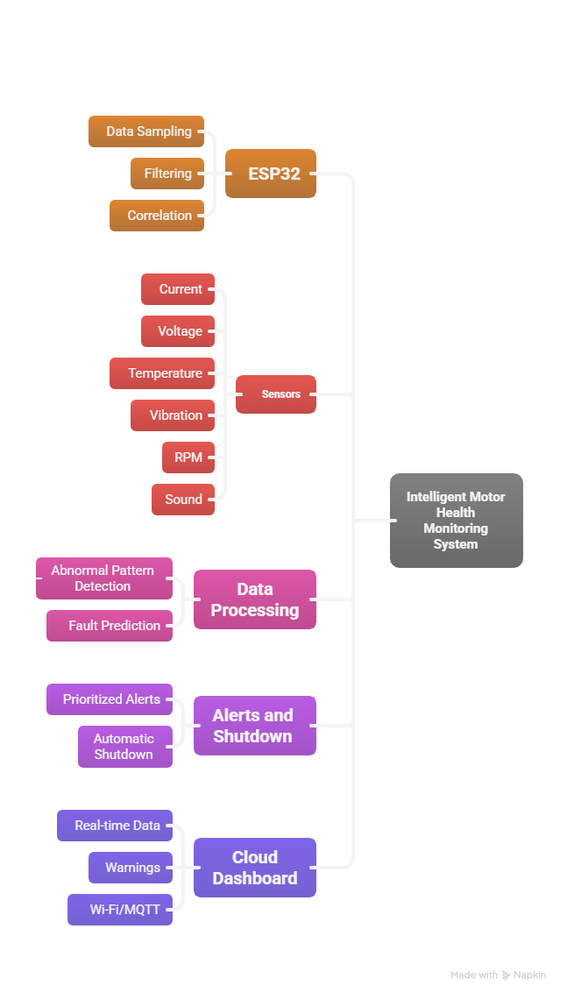 Data Sampling
Filtering
Correlation
ESP32
Current
Voltage
Temperature
Vibration
RPM
Sound
Sensors
Intelligent Motor
Health
Monitoring
System
Abnormal Pattern
Detection
Fault Prediction
Data
Processing
Prioritized Alerts
Automatic
Shutdown
Alerts and
Shutdown
Real-time Data
Warnings
Wi-Fi/MQTT
Cloud
Dashboard
Made with Napkin